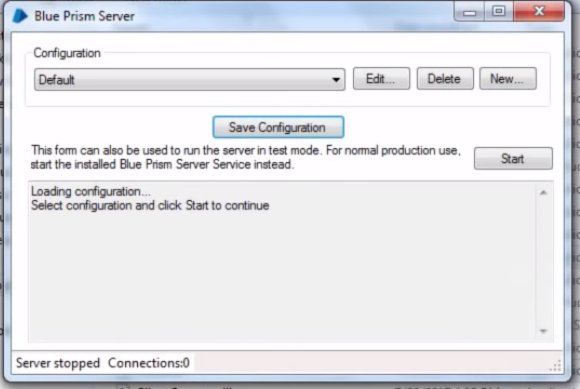 Blue Prism Server
Configuration
Default
Edit...
Delete
New...
Save Configuration
This form can also be used to run the server in test mode. For normal production use,
start the installed Blue Prism Server Service instead.
Start
Loading configuration...
Select configuration and click Start to continue
Server stopped Connections:0